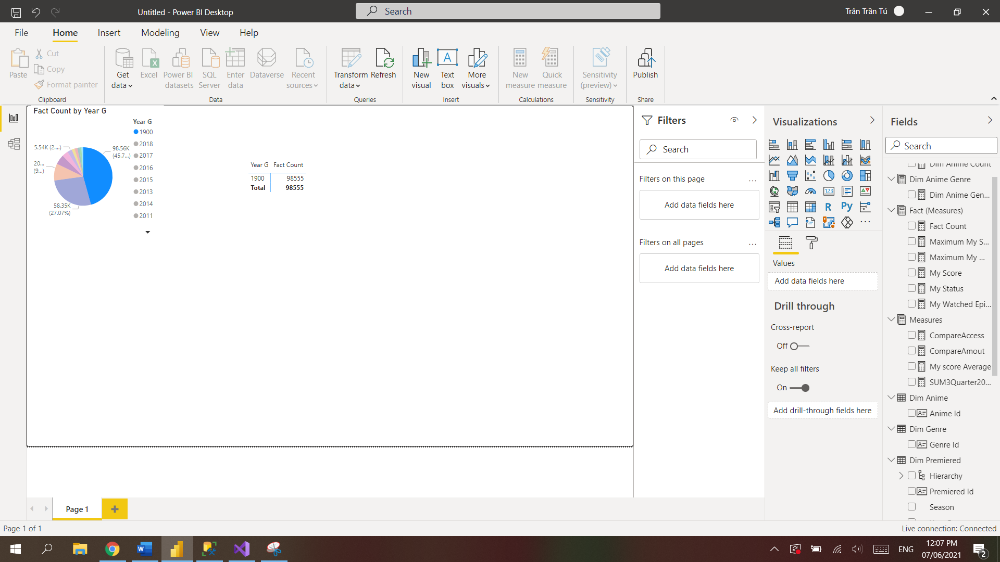 Untitled - Power BI Desktop
Search
Trân Trần Tú
File
Home
Insert
Modeling
View
Help
Paste
Cut
Copy
Format painter
Clipboard
Get data
Excel
Power BI datasets
SQL Server
Enter data
Dataverse
Recent sources
Data
Transform data
Refresh
Queries
New visual
Text box
More visuals
Insert
New measure
Quick measure
Calculations
Sensitivity (preview)
Sensitivity
Publish
Share
Fact Count by Year G
Year G
1900
2018
2017
2016
2015
2013
2014
2011
5.54K (2....)
98.56K
(45.7...)
20...
(9...)
58.35K
(27.07%)
Year G Fact Count
1900 98555
Total 98555
Filters
Search
Filters on this page
...
Add data fields here
Filters on all pages
...
Add data fields here
Visualizations
123
R
Py
...
Values
Add data fields here
Drill through
Cross-report
Off
Keep all filters
On
Add drill-through fields here
Fields
Search
Dim Anime Count
Dim Anime Genre
Dim Anime Gen...
Fact (Measures)
Fact Count
Maximum My S...
Maximum My ...
My Score
My Status
My Watched Epi...
Measures
CompareAccess
CompareAmout
My score Average
SUM3Quarter20...
Dim Anime
Anime Id
Dim Genre
Genre Id
Dim Premiered
Hierarchy
Premiered Id
Season
Page 1
Page 1 of 1
Live connection: Connected
ENG
12:07 PM
07/06/2021
2